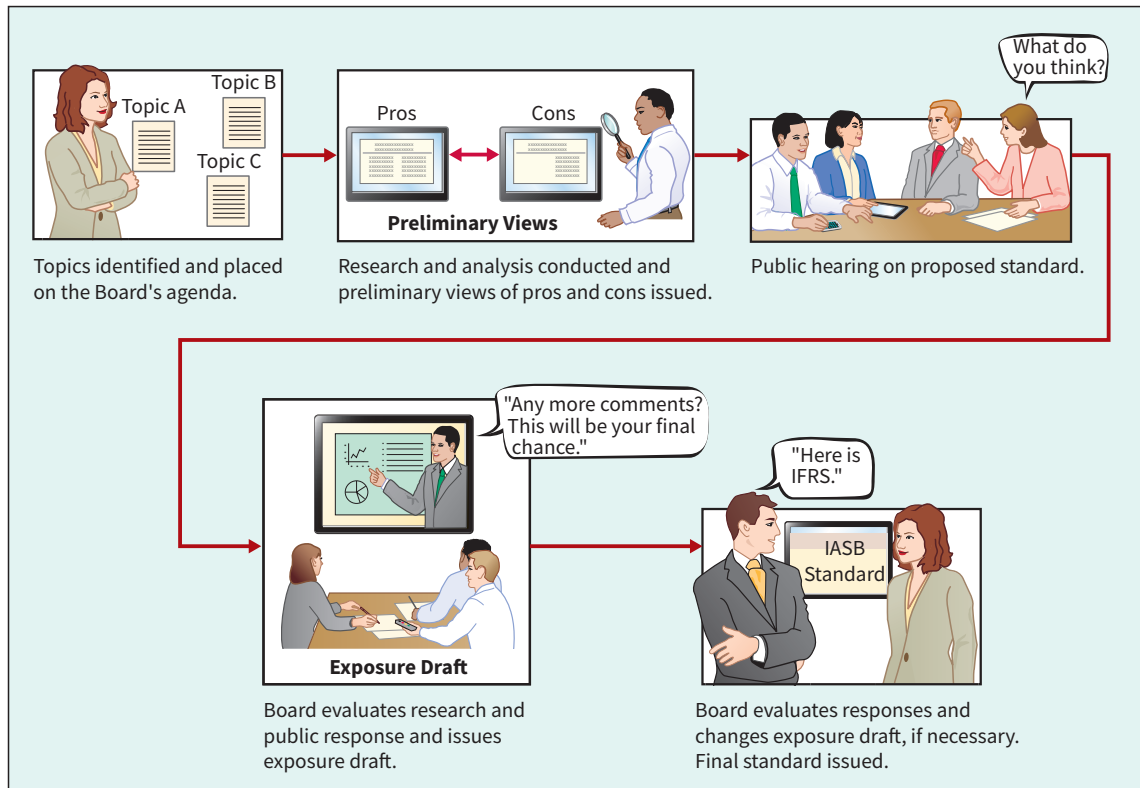 Topic A
Topic B
Topic C
Topics identified and placed
on the Board's agenda.
Pros
Cons
Preliminary Views
Research and analysis conducted and
preliminary views of pros and cons issued.
What do
you think?
Public hearing on proposed standard.
"Any more comments?
This will be your final
chance."
Exposure Draft
Board evaluates research and
public response and issues
exposure draft.
"Here is
IFRS."
IASB
Standard
Board evaluates responses and
changes exposure draft, if necessary.
Final standard issued.